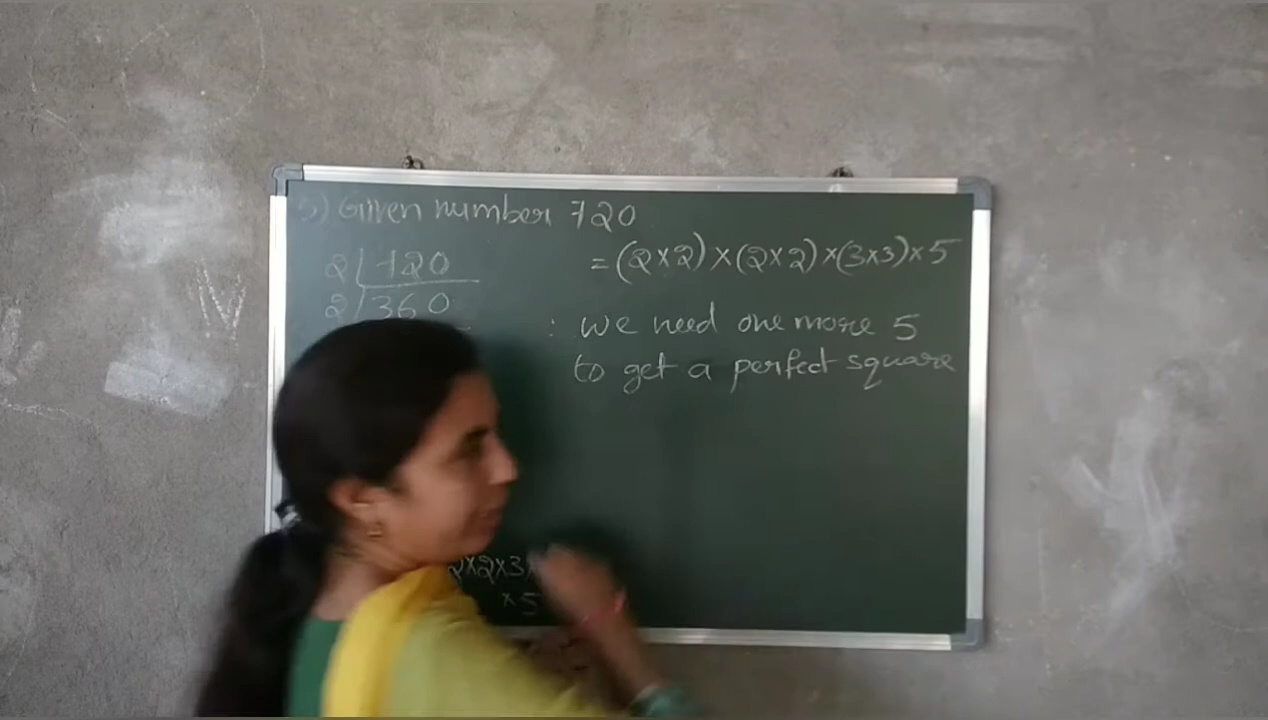 5) Given number 720
2 720
2 360
= (2×2)×(2×2)×(3×3)×5
: we need one more 5
to get a perfect square
2×2×3×
×5